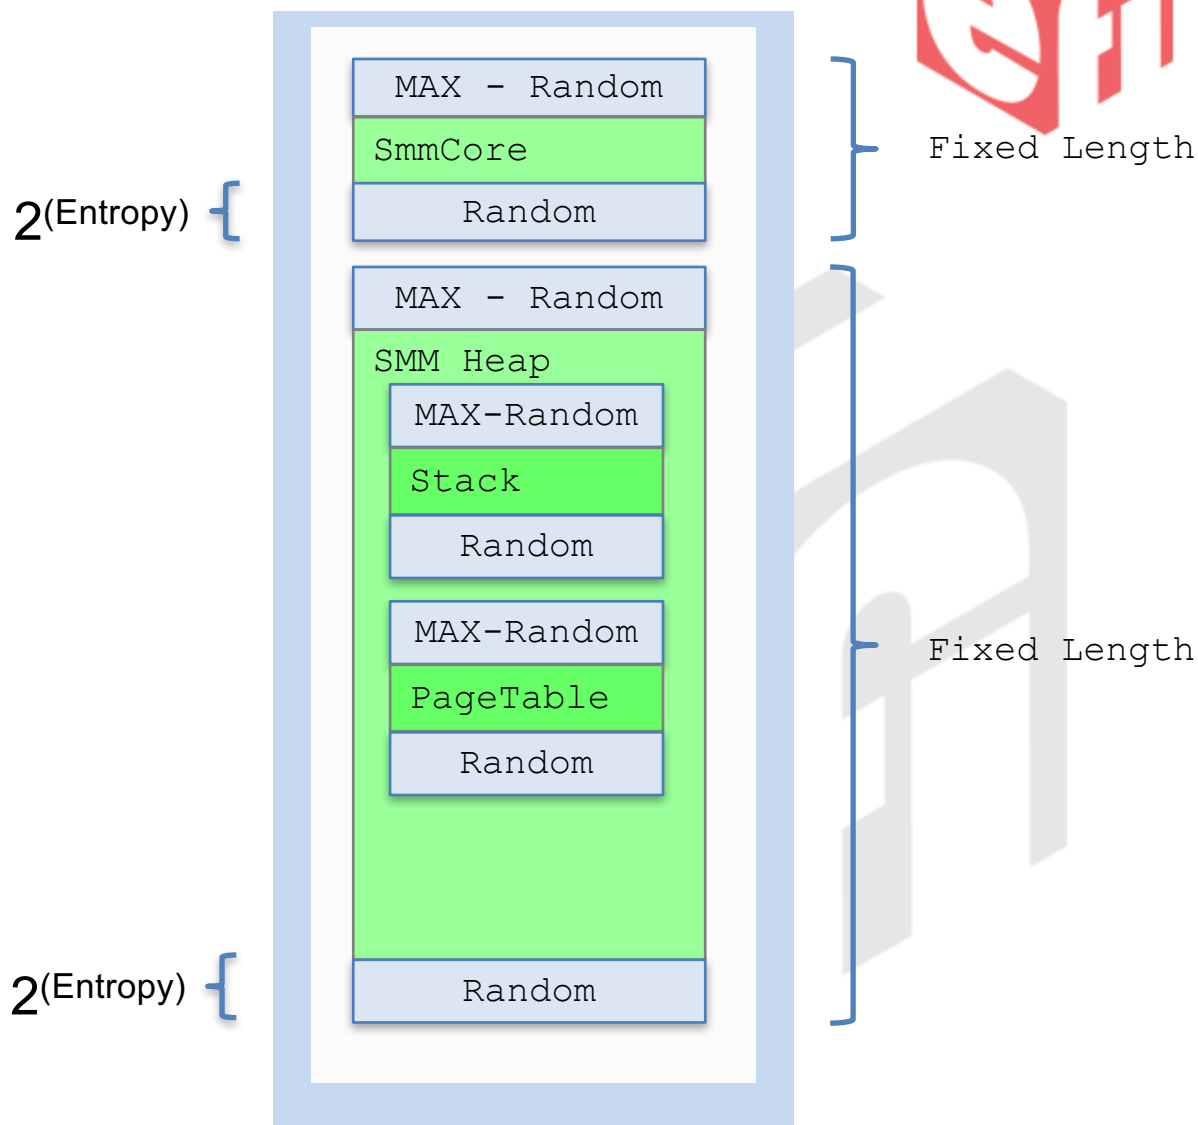 MAX - Random
SmmCore
Random
2(Entropy)
Fixed Length
MAX - Random
SMM Heap
MAX-Random
Stack
Random
MAX-Random
PageTable
Random
Random
2(Entropy)
Fixed Length